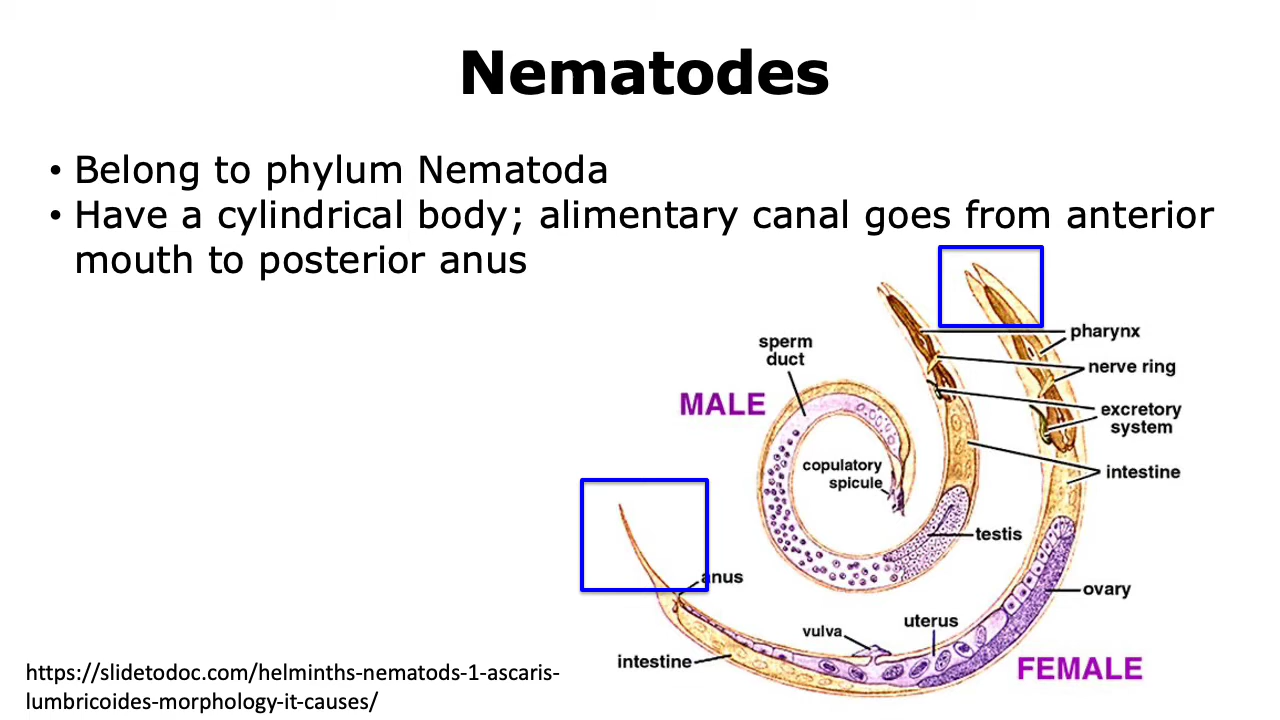 Nematodes
• Belong to phylum Nematoda
• Have a cylindrical body; alimentary canal goes from anterior
mouth to posterior anus
sperm
duct
MALE
pharynx
nerve ring
excretory
system
copulatory
spicule
intestine
testis
anus
ovary
vulva
uterus
intestine
FEMALE
https://slidetodoc.com/helminths-nematods-1-ascaris-
lumbricoides-morphology-it-causes/